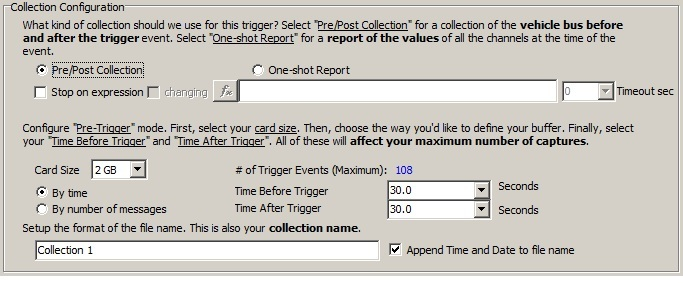 Collection Configuration
What kind of collection should we use for this trigger? Select "Pre/Post Collection" for a collection of the vehicle bus before
and after the trigger event. Select "One-shot Report" for a report of the values of all the channels at the time of the
event.
Pre/Post Collection One-shot Report
Stop on expression changing fx 0 Timeout sec
Configure "Pre-Trigger" mode. First, select your card size. Then, choose the way you'd like to define your buffer. Finally, select
your "Time Before Trigger" and "Time After Trigger". All of these will affect your maximum number of captures.
Card Size 2 GB # of Trigger Events (Maximum): 108
By time Time Before Trigger 30.0 Seconds
By number of messages Time After Trigger 30.0 Seconds
Setup the format of the file name. This is also your collection name.
Collection 1 Append Time and Date to file name